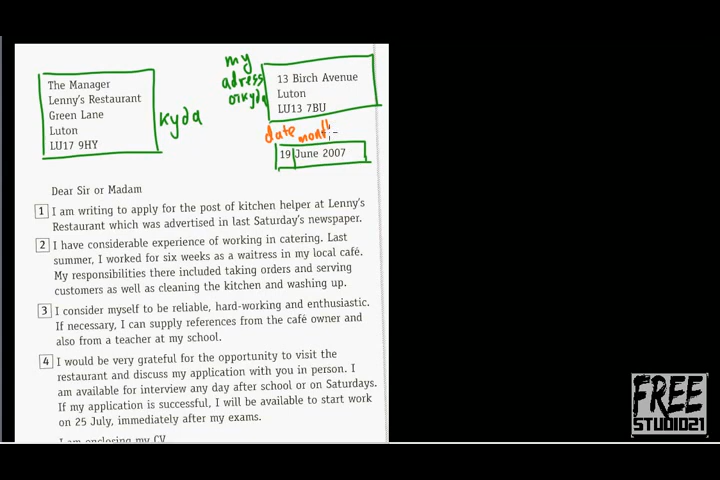 my
adress
откуда
The Manager
Lenny's Restaurant
Green Lane
Luton
LU17 9HY
куда
13 Birch Avenue
Luton
LU13 7BU
date month
19 June 2007
Dear Sir or Madam
1 I am writing to apply for the post of kitchen helper at Lenny's
Restaurant which was advertised in last Saturday's newspaper.
2 I have considerable experience of working in catering. Last
summer, I worked for six weeks as a waitress in my local café.
My responsibilities there included taking orders and serving
customers as well as cleaning the kitchen and washing up.
3 I consider myself to be reliable, hard-working and enthusiastic.
If necessary, I can supply references from the café owner and
also from a teacher at my school.
4 I would be very grateful for the opportunity to visit the
restaurant and discuss my application with you in person. I
am available for interview any day after school or on Saturdays.
If my application is successful, I will be available to start work
on 25 July, immediately after my exams.
I am enclosing my CV
FREE
STUDIO21